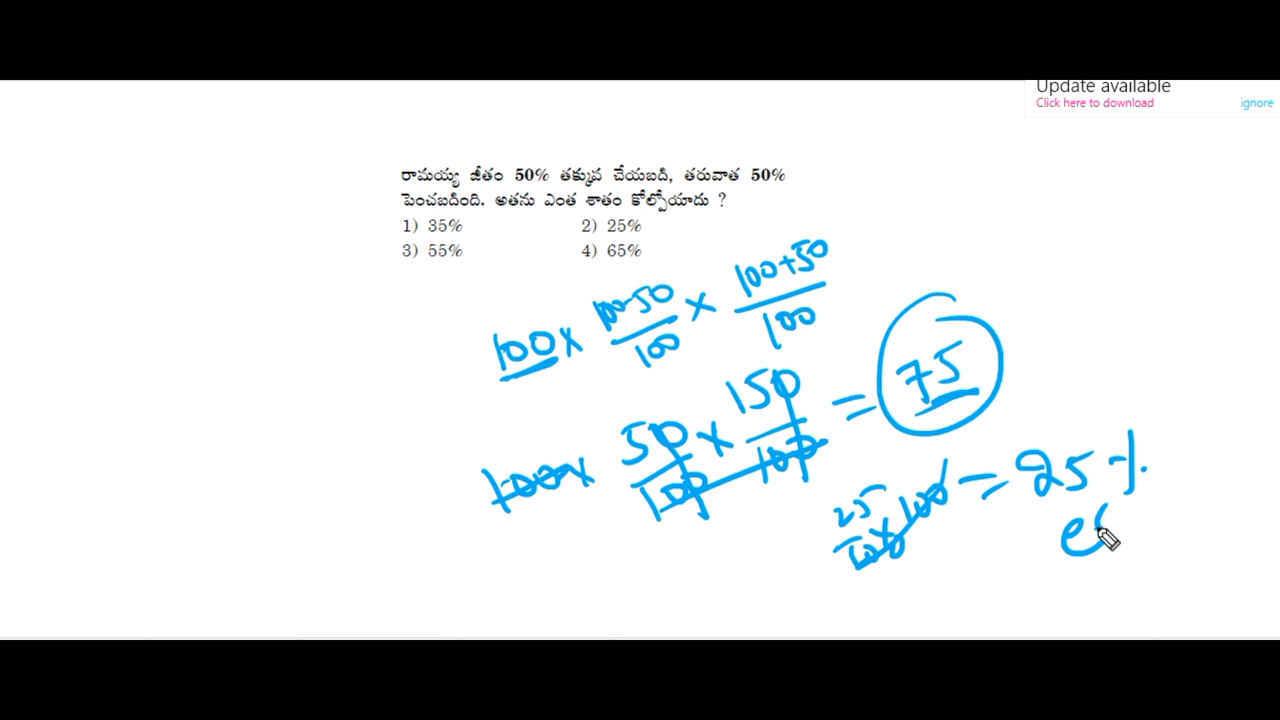 Update available
Click here to download ignore
రామయ్య జీతం 50% తక్కువ చేయబడి, తరువాత 50%
పెంచబడింది. అతను ఎంత శాతం కోల్పోయాడు ?
1) 35% 2) 25%
3) 55% 4) 65%
100 × 100-50/100 × 100+50/100
100 × 50/100 × 150/100 = 75
25/100 × 100 = 25%